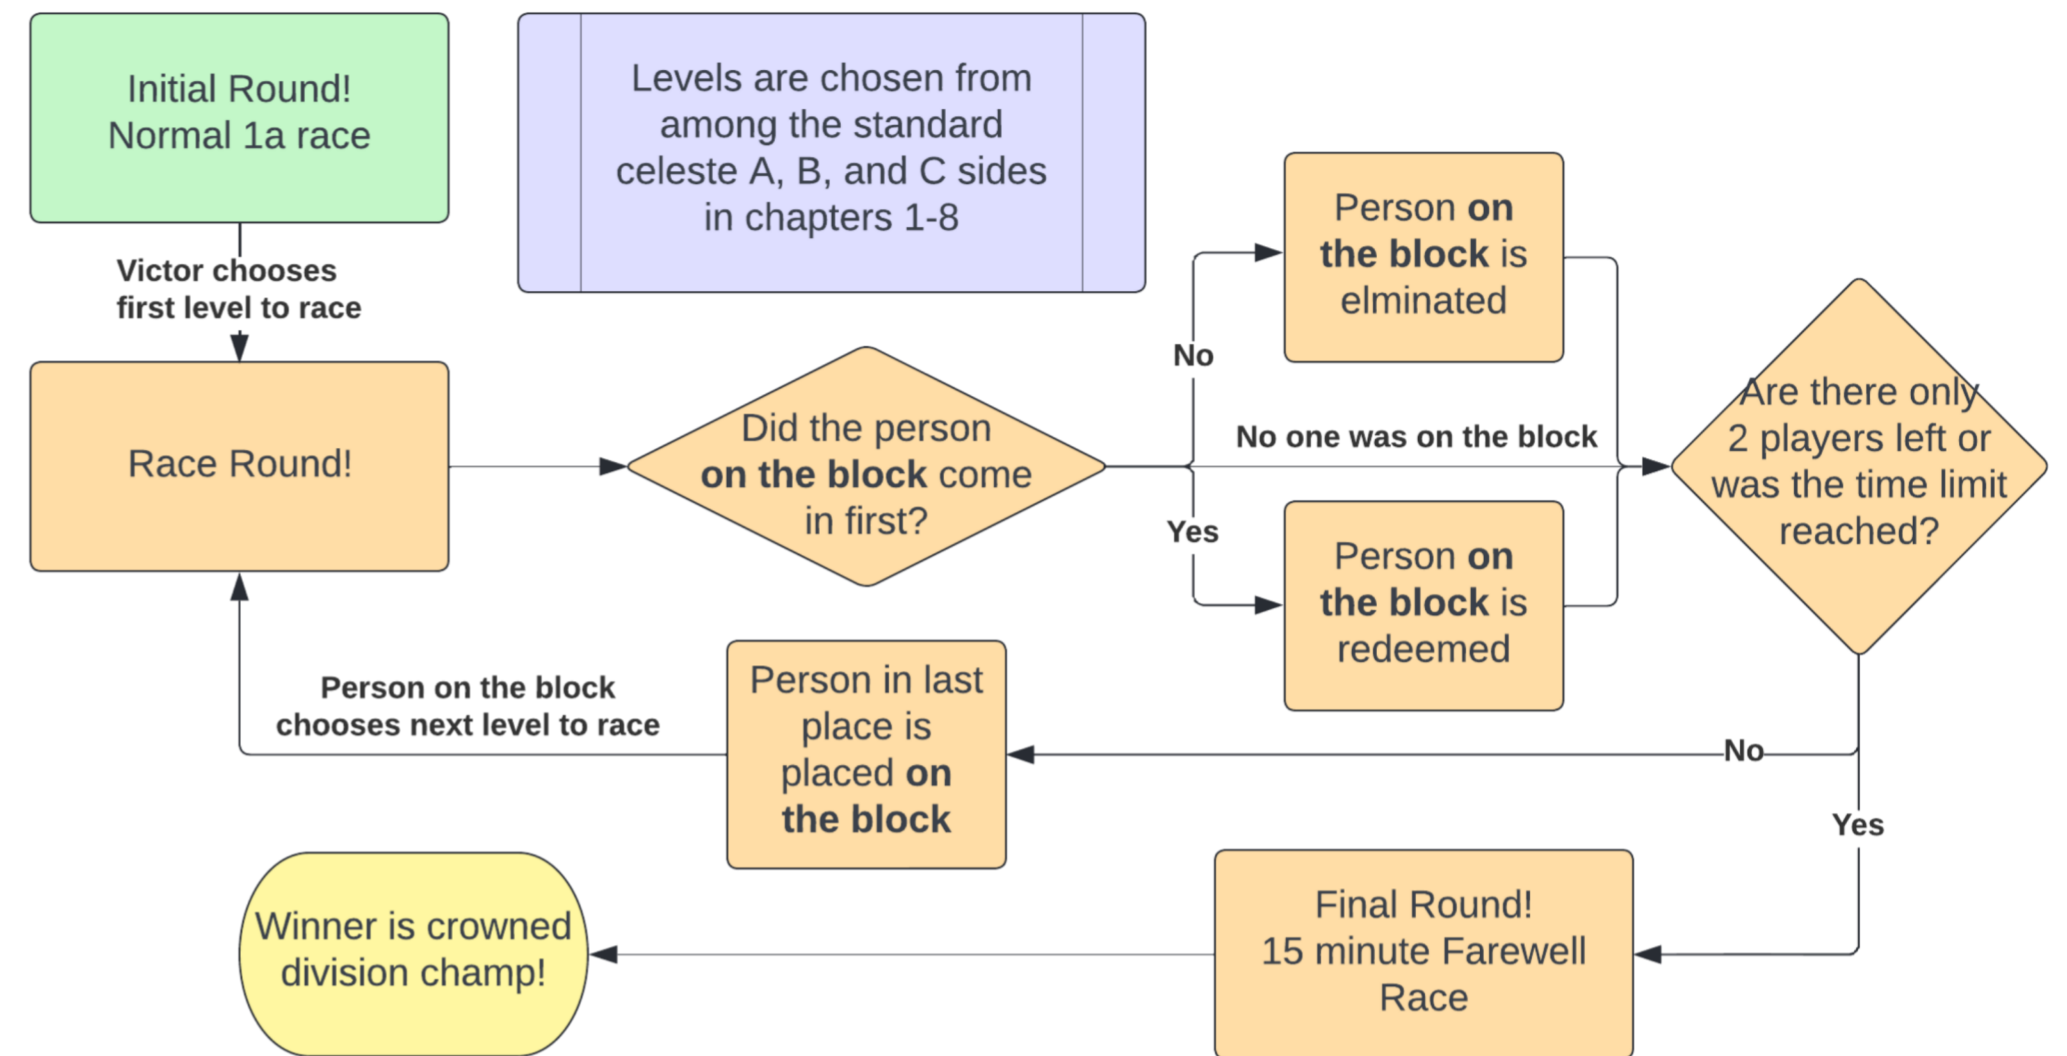 Initial Round!
Normal 1a race
Levels are chosen from
among the standard
celeste A, B, and C sides
in chapters 1-8
Victor chooses
first level to race
Race Round!
Did the person
on the block come
in first?
No
Person on
the block is
elminated
No one was on the block
Yes
Person on
the block is
redeemed
Are there only
2 players left or
was the time limit
reached?
No
Person in last
place is
placed on
the block
Person on the block
chooses next level to race
Yes
Final Round!
15 minute Farewell
Race
Winner is crowned
division champ!